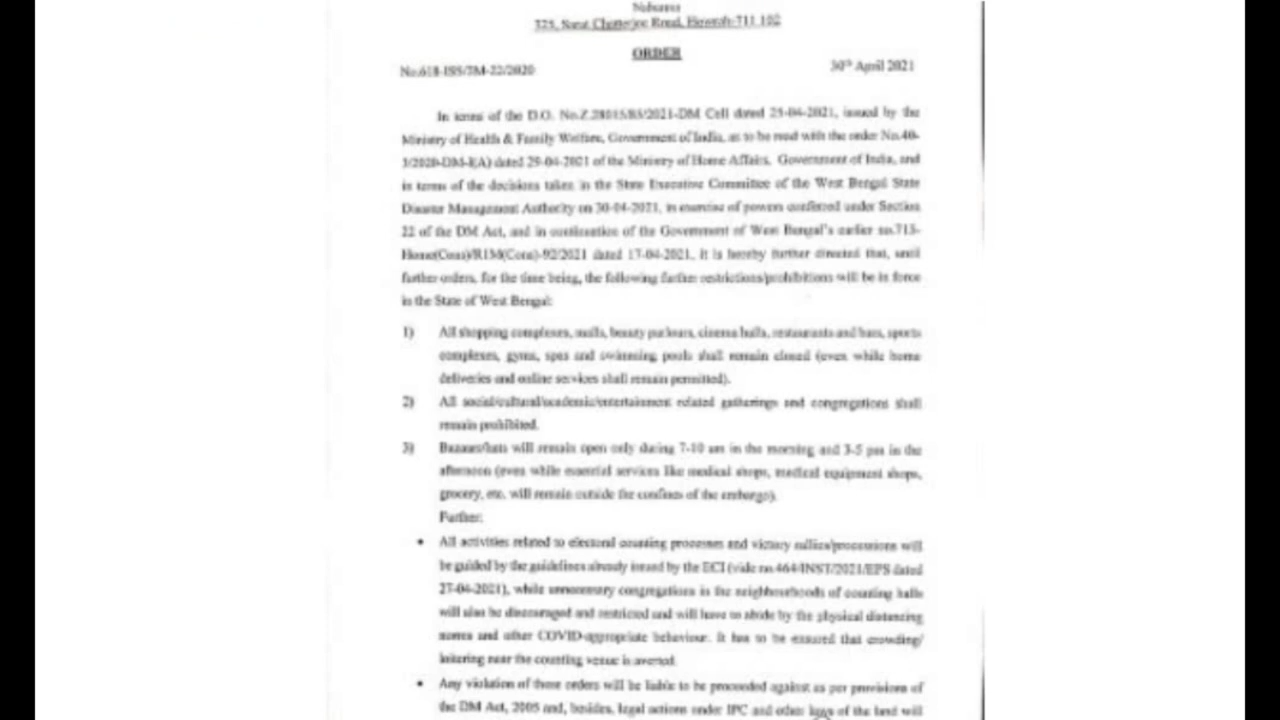 Nabanna
325, Sarat Chatterjee Road, Howrah-711 102
ORDER
No.618-ISS/2M-22/2020 30th April 2021
In terms of the D.O. No.Z.28015/85/2021-DM Cell dated 25-04-2021, issued by the
Ministry of Health & Family Welfare, Government of India, as to be read with the order No.40-
3/2020-DM-I(A) dated 29-04-2021 of the Ministry of Home Affairs, Government of India, and
in terms of the decisions taken in the State Executive Committee of the West Bengal State
Disaster Management Authority on 30-04-2021, in exercise of powers conferred under Section
22 of the DM Act, and in continuation of the Government of West Bengal's earlier no.713-
dated 17-04-2021, it is hereby further directed that, until
further orders, for the time being, the following further restrictions/prohibitions will be in force
in the State of West Bengal:
1) All shopping complexes, malls, beauty parlours, cinema halls, restaurants and bars, sports
complexes, gyms, spas and swimming pools shall remain closed (even while home
deliveries and online services shall remain permitted).
2) All social/cultural/academic/entertainment related gatherings and congregations shall
remain prohibited.
3) Bazaars/hats will remain open only during 7-10 am in the morning and 3-5 pm in the
afternoon (even while essential services like medical shops, medical equipment shops,
grocery, etc. will remain outside the confines of the embargo).
Further:
• All activities related to electoral counting processes and victory rallies/processions will
be guided by the guidelines already issued by the ECI (vide no.464/INST/2021/EPS dated
27-04-2021), while unnecessary congregations in the neighbourhoods of counting halls
will also be discouraged and restricted and will have to abide by the physical distancing
norms and other COVID-appropriate behaviour. It has to be ensured that crowding/
loitering near the counting venue is averted.
• Any violation of these orders will be liable to be proceeded against as per provisions of
the DM Act, 2005 and, besides, legal actions under IPC and other laws of the land will